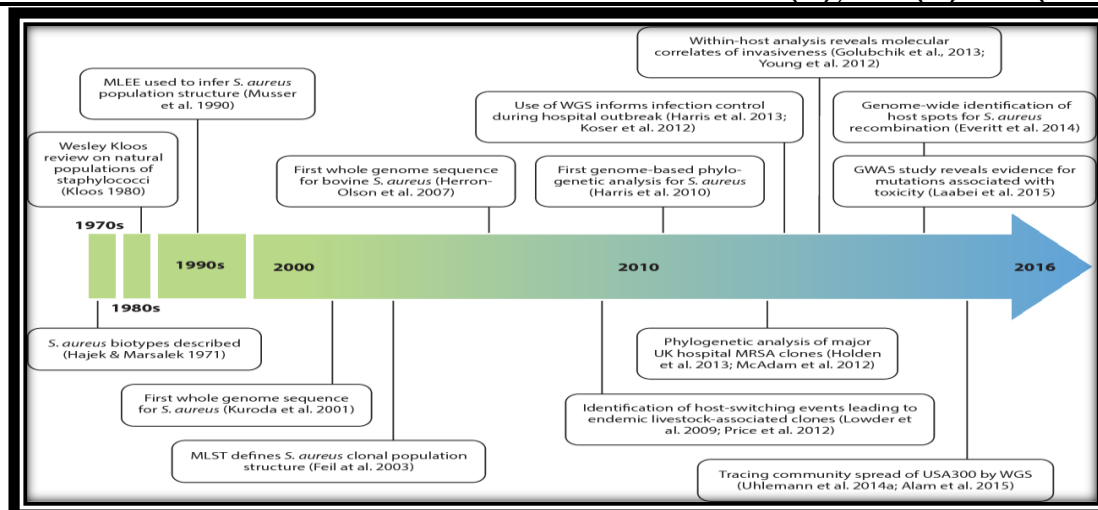 Within-host analysis reveals molecular
correlates of invasiveness (Golubchik et al., 2013;
Young et al. 2012)
MLEE used to infer S. aureus
population structure (Musser
et al. 1990)
Use of WGS informs infection control
during hospital outbreak (Harris et al. 2013;
Koser et al. 2012)
Genome-wide identification of
host spots for S. aureus
recombination (Everitt et al. 2014)
Wesley Kloos
review on natural
populations of
staphylococci
(Kloos 1980)
First whole genome sequence
for bovine S. aureus (Herron-
Olson et al. 2007)
First genome-based phylo-
genetic analysis for S. aureus
(Harris et al. 2010)
GWAS study reveals evidence for
mutations associated with
toxicity (Laabei et al. 2015)
1970s
1980s
1990s
2000
2010
2016
S. aureus biotypes described
(Hajek & Marsalek 1971)
First whole genome sequence
for S. aureus (Kuroda et al. 2001)
MLST defines S. aureus clonal population
structure (Feil at al. 2003)
Phylogenetic analysis of major
UK hospital MRSA clones (Holden
et al. 2013; McAdam et al. 2012)
Identification of host-switching events leading to
endemic livestock-associated clones (Lowder et
al. 2009; Price et al. 2012)
Tracing community spread of USA300 by WGS
(Uhlemann et al. 2014a; Alam et al. 2015)